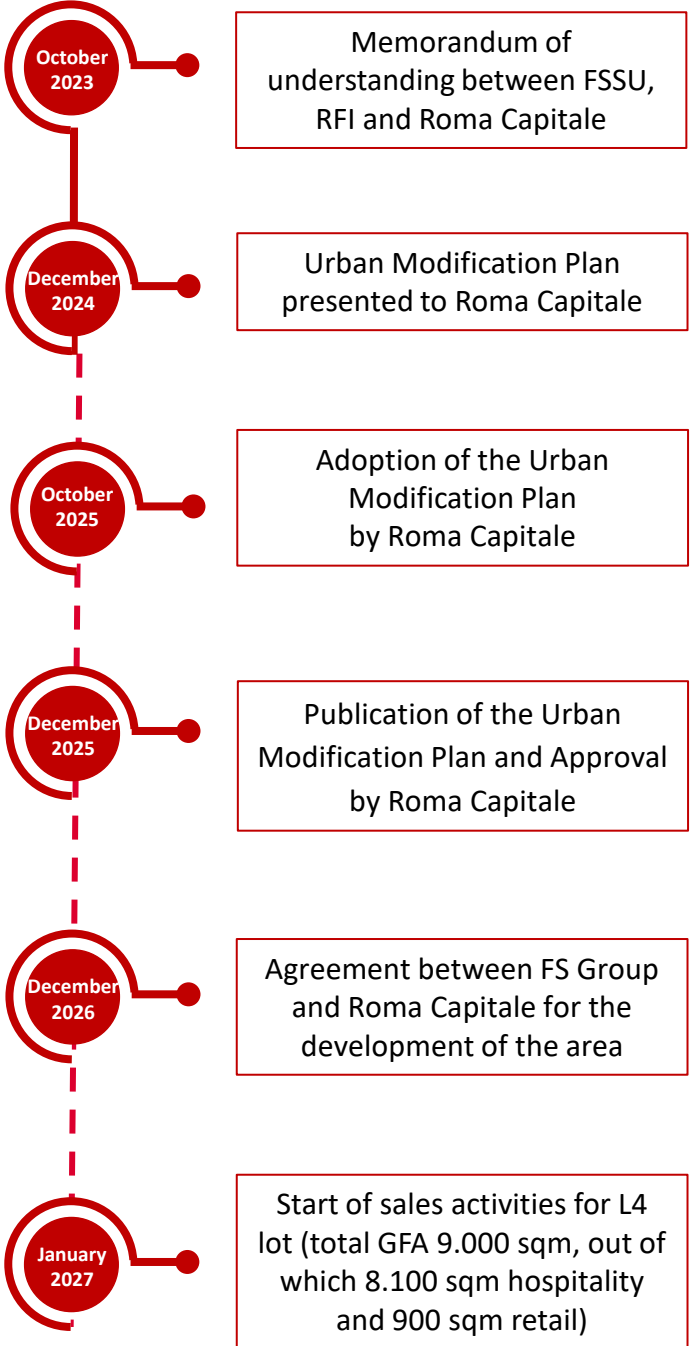 October
2023
Memorandum of
understanding between FSSU,
RFI and Roma Capitale
December
2024
Urban Modification Plan
presented to Roma Capitale
October
2025
Adoption of the Urban
Modification Plan
by Roma Capitale
December
2025
Publication of the Urban
Modification Plan and Approval
by Roma Capitale
December
2026
Agreement between FS Group
and Roma Capitale for the
development of the area
January
2027
Start of sales activities for L4
lot (total GFA 9.000 sqm, out of
which 8.100 sqm hospitality
and 900 sqm retail)